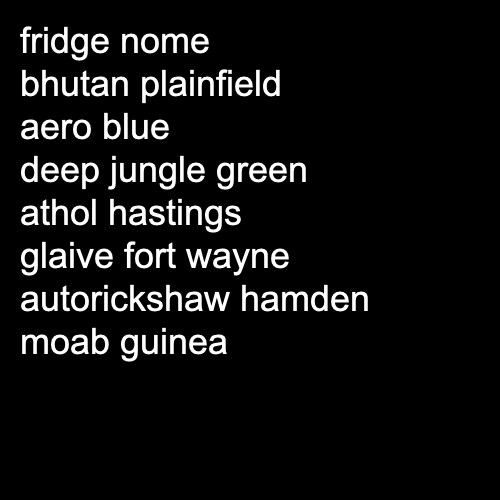 fridge nome
bhutan plainfield
aero blue
deep jungle green
athol hastings
glaive fort wayne
autorickshaw hamden
moab guinea